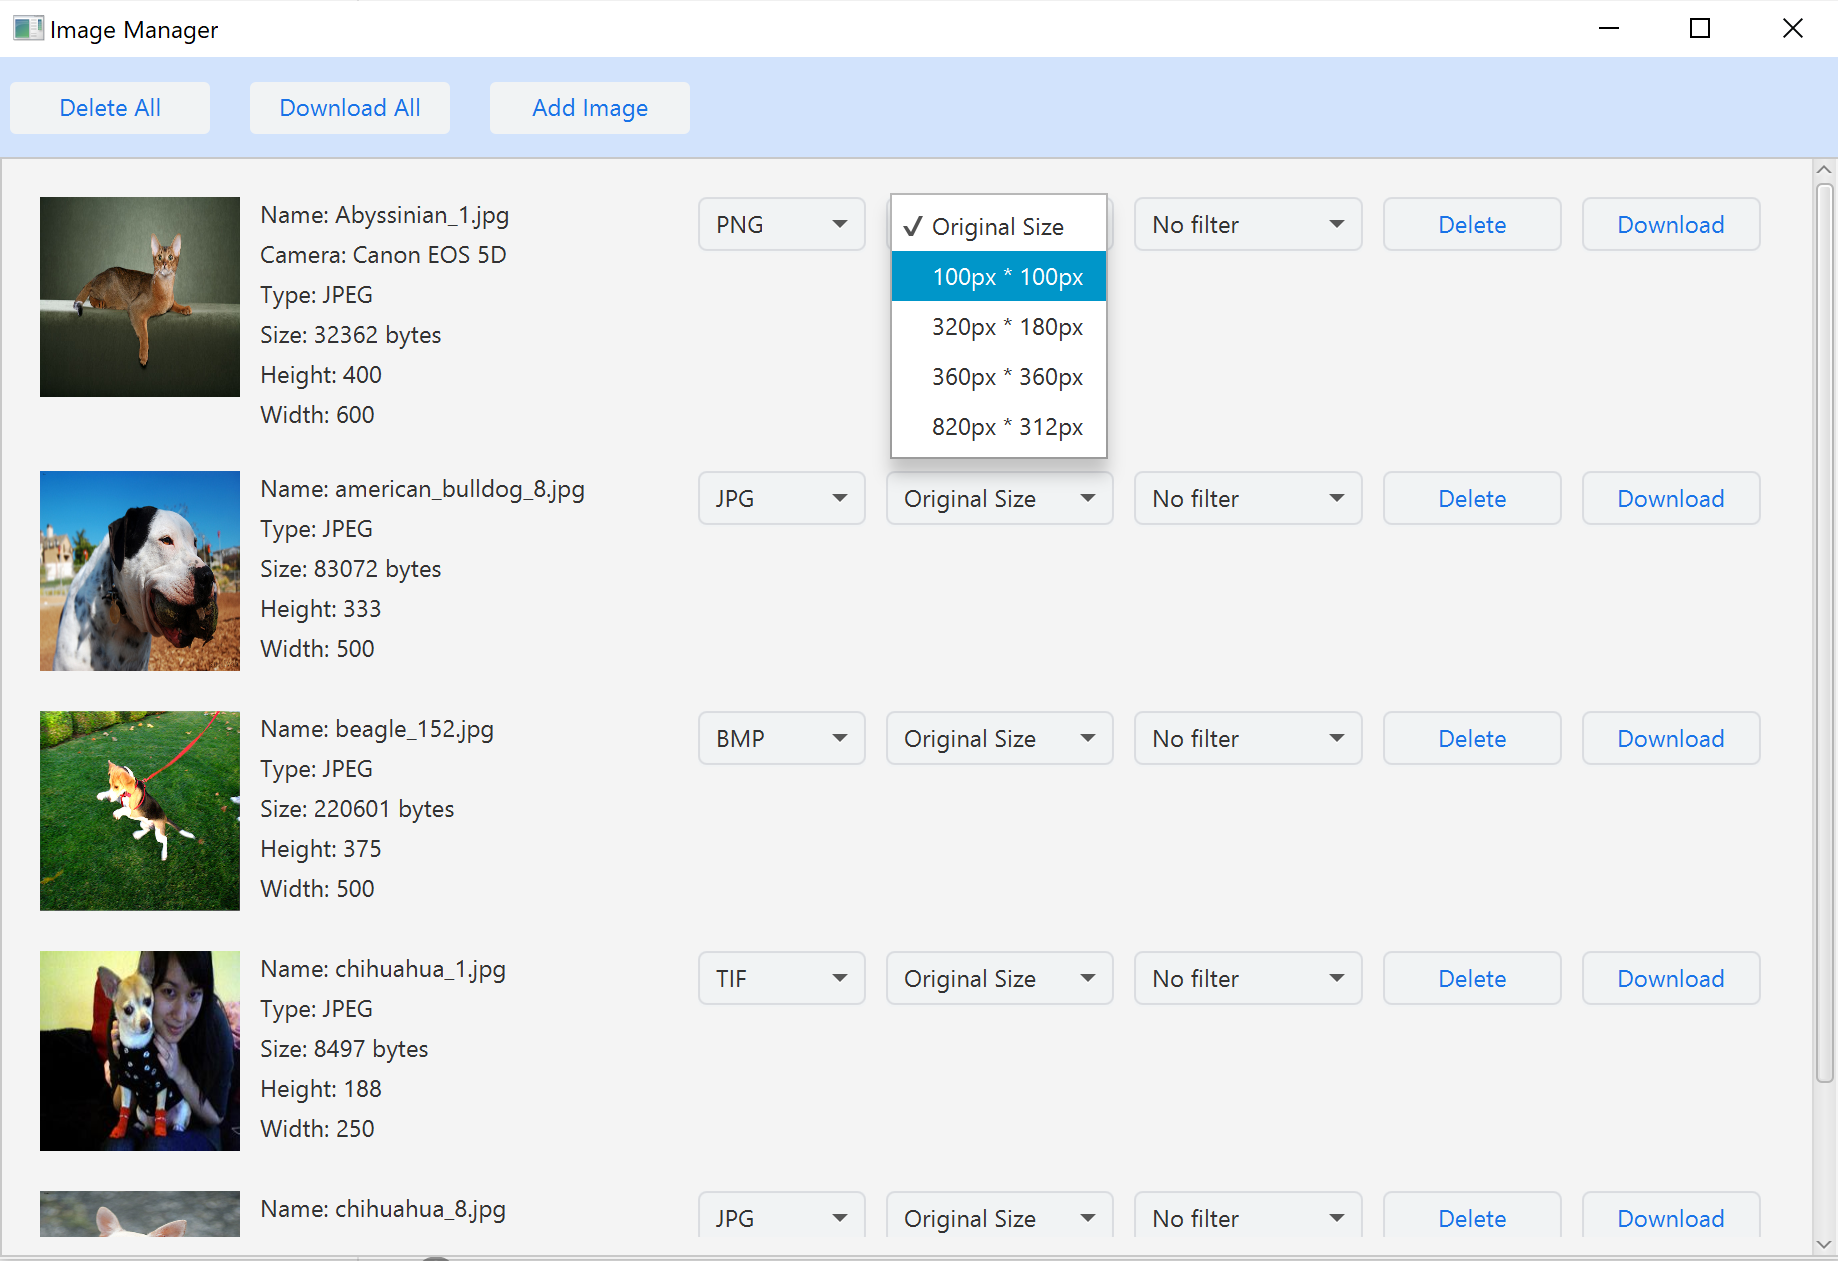 Image Manager
Delete All
Download All
Add Image
Name: Abyssinian_1.jpg
Camera: Canon EOS 5D
Type: JPEG
Size: 32362 bytes
Height: 400
Width: 600
PNG
✓ Original Size
100px * 100px
320px * 180px
360px * 360px
820px * 312px
No filter
Delete
Download
Name: american_bulldog_8.jpg
Type: JPEG
Size: 83072 bytes
Height: 333
Width: 500
JPG
Original Size
No filter
Delete
Download
Name: beagle_152.jpg
Type: JPEG
Size: 220601 bytes
Height: 375
Width: 500
BMP
Original Size
No filter
Delete
Download
Name: chihuahua_1.jpg
Type: JPEG
Size: 8497 bytes
Height: 188
Width: 250
TIF
Original Size
No filter
Delete
Download
Name: chihuahua_8.jpg
JPG
Original Size
No filter
Delete
Download